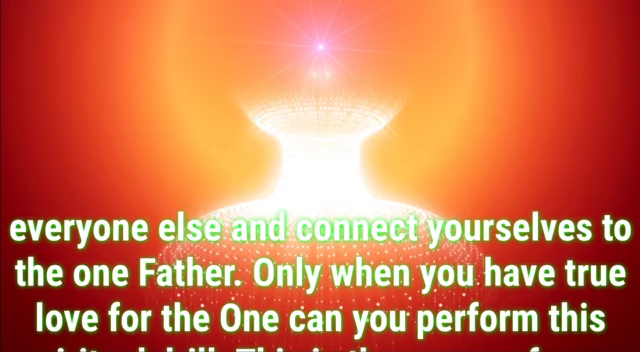 everyone else and connect yourselves to
the one Father. Only when you have true
love for the One can you perform this